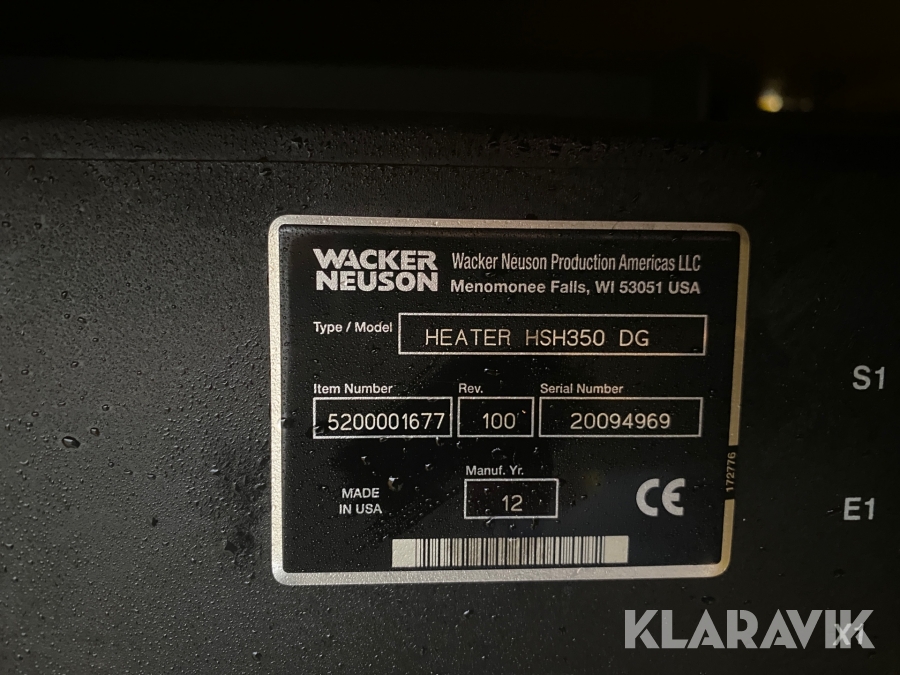 WACKER
NEUSON
Wacker Neuson Production Americas LLC
Menomonee Falls, WI 53051 USA
Type / Model
HEATER HSH350 DG
Item Number
Rev.
Serial Number
5200001677
100
20094969
Manuf. Yr.
12
MADE
IN USA
CE
172776
S1
E1
X1
KLARAVIK